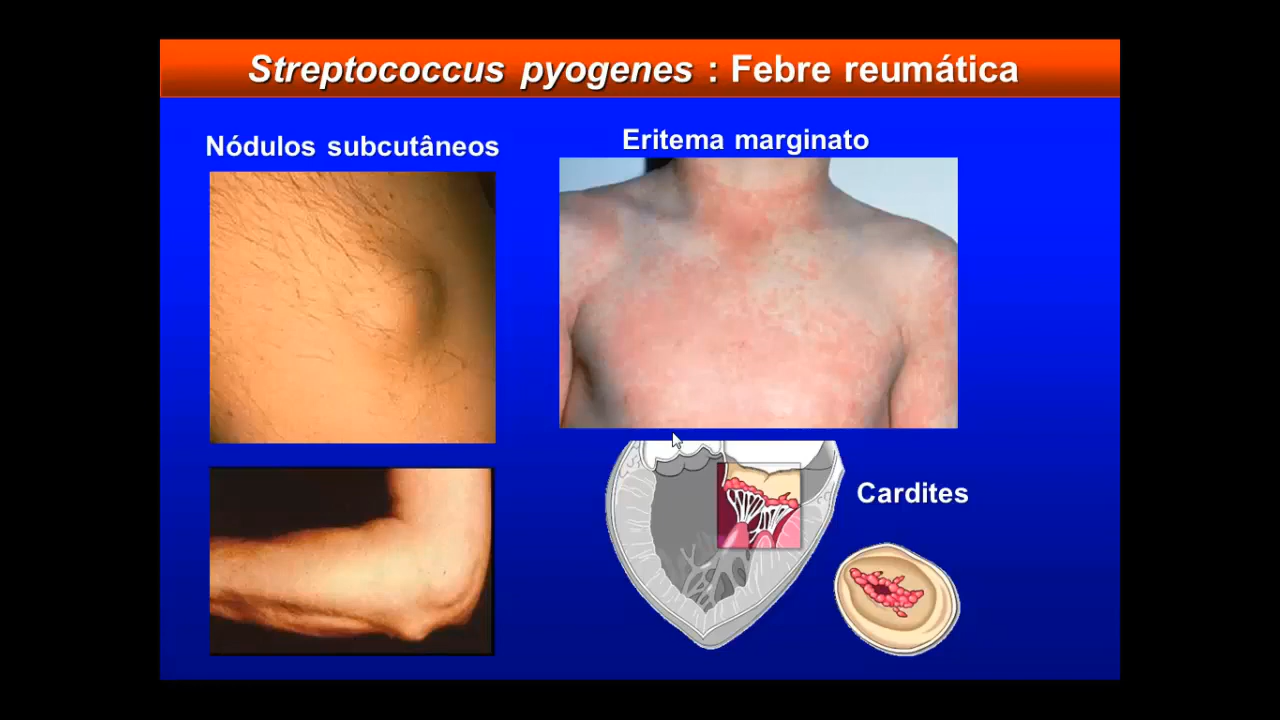 Streptococcus pyogenes : Febre reumática
Nódulos subcutâneos
Eritema marginato
Cardites